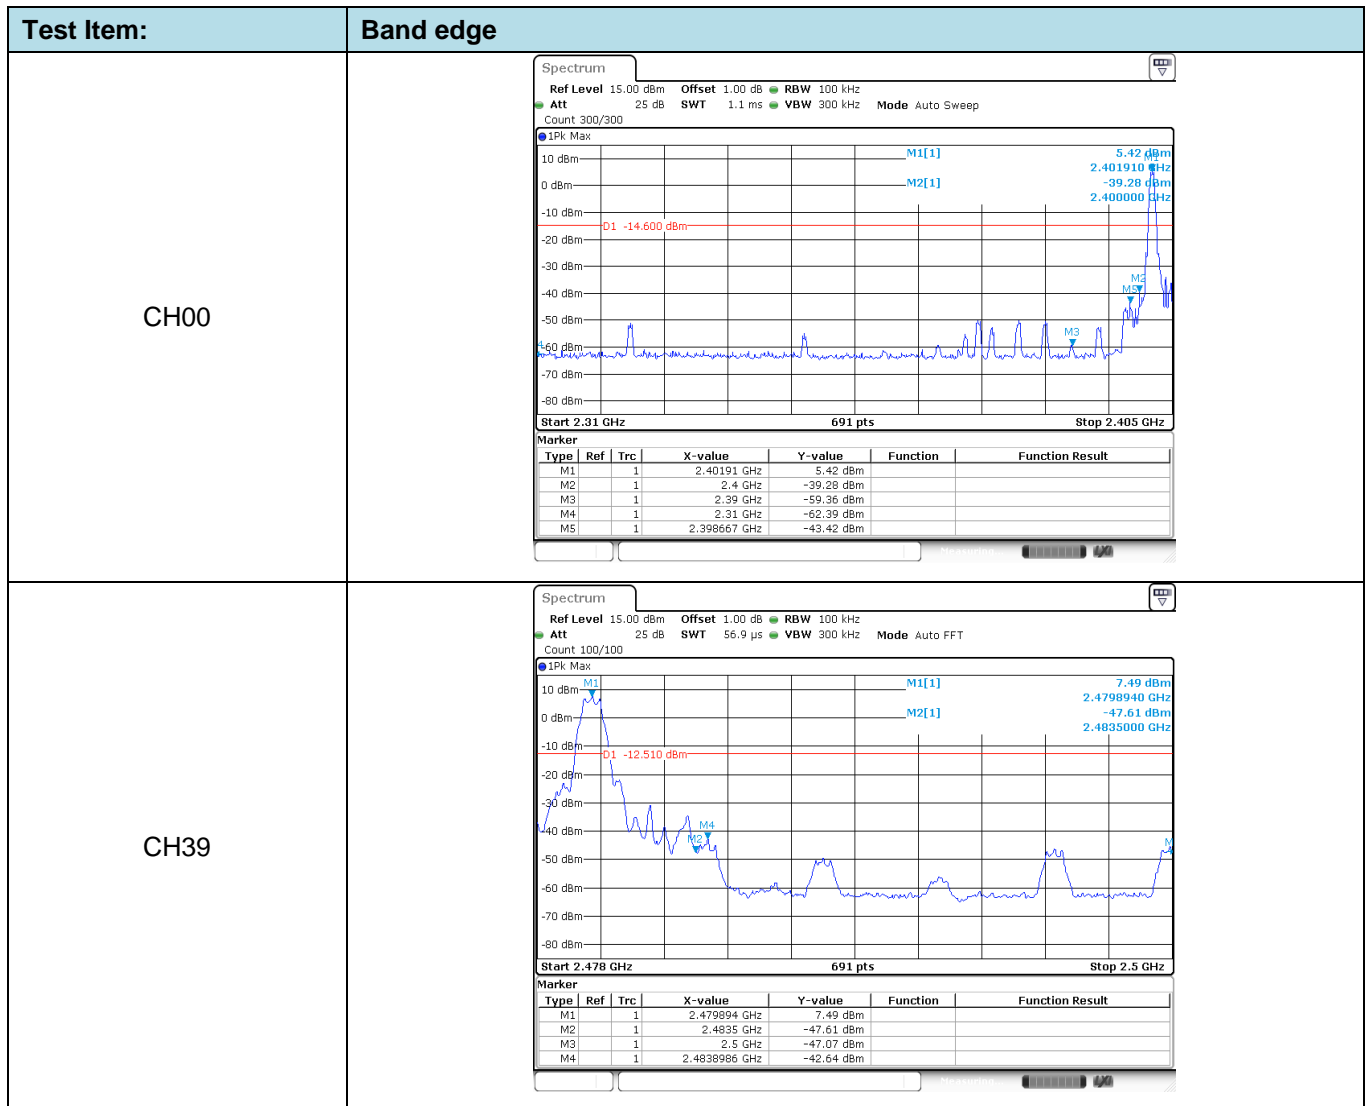 Test Item: Band edge
CH00
Spectrum
Ref Level 15.00 dBm Offset 1.00 dB RBW 100 kHz
Att 25 dB SWT 1.1 ms VBW 300 kHz Mode Auto Sweep
Count 300/300
1Pk Max
M1[1] 5.42 dBm
2.401910 GHz
M2[1] -39.28 dBm
2.400000 GHz
M1
10 dBm
0 dBm
-10 dBm
D1 -14.600 dBm
-20 dBm
-30 dBm
M2
-40 dBm
M5
-50 dBm
M3
-60 dBm
-70 dBm
-80 dBm
Start 2.31 GHz 691 pts Stop 2.405 GHz
Marker
Type Ref Trc X-value Y-value Function Function Result
M1 1 2.40191 GHz 5.42 dBm
M2 1 2.4 GHz -39.28 dBm
M3 1 2.39 GHz -59.36 dBm
M4 1 2.31 GHz -62.39 dBm
M5 1 2.398667 GHz -43.42 dBm
Measuring...
LXI
CH39
Spectrum
Ref Level 15.00 dBm Offset 1.00 dB RBW 100 kHz
Att 25 dB SWT 56.9 µs VBW 300 kHz Mode Auto FFT
Count 100/100
1Pk Max
M1[1] 7.49 dBm
2.4798940 GHz
M2[1] -47.61 dBm
2.4835000 GHz
M1
10 dBm
0 dBm
-10 dBm
D1 -12.510 dBm
-20 dBm
-30 dBm
-40 dBm
M4
M2
M
-50 dBm
-60 dBm
-70 dBm
-80 dBm
Start 2.478 GHz 691 pts Stop 2.5 GHz
Marker
Type Ref Trc X-value Y-value Function Function Result
M1 1 2.479894 GHz 7.49 dBm
M2 1 2.4835 GHz -47.61 dBm
M3 1 2.5 GHz -47.07 dBm
M4 1 2.4838986 GHz -42.64 dBm
Measuring...
LXI